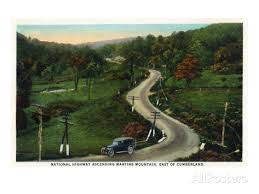 NATIONAL HIGHWAY ASCENDING MARTINS MOUNTAIN, EAST OF CUMBERLAND.
AllPosters